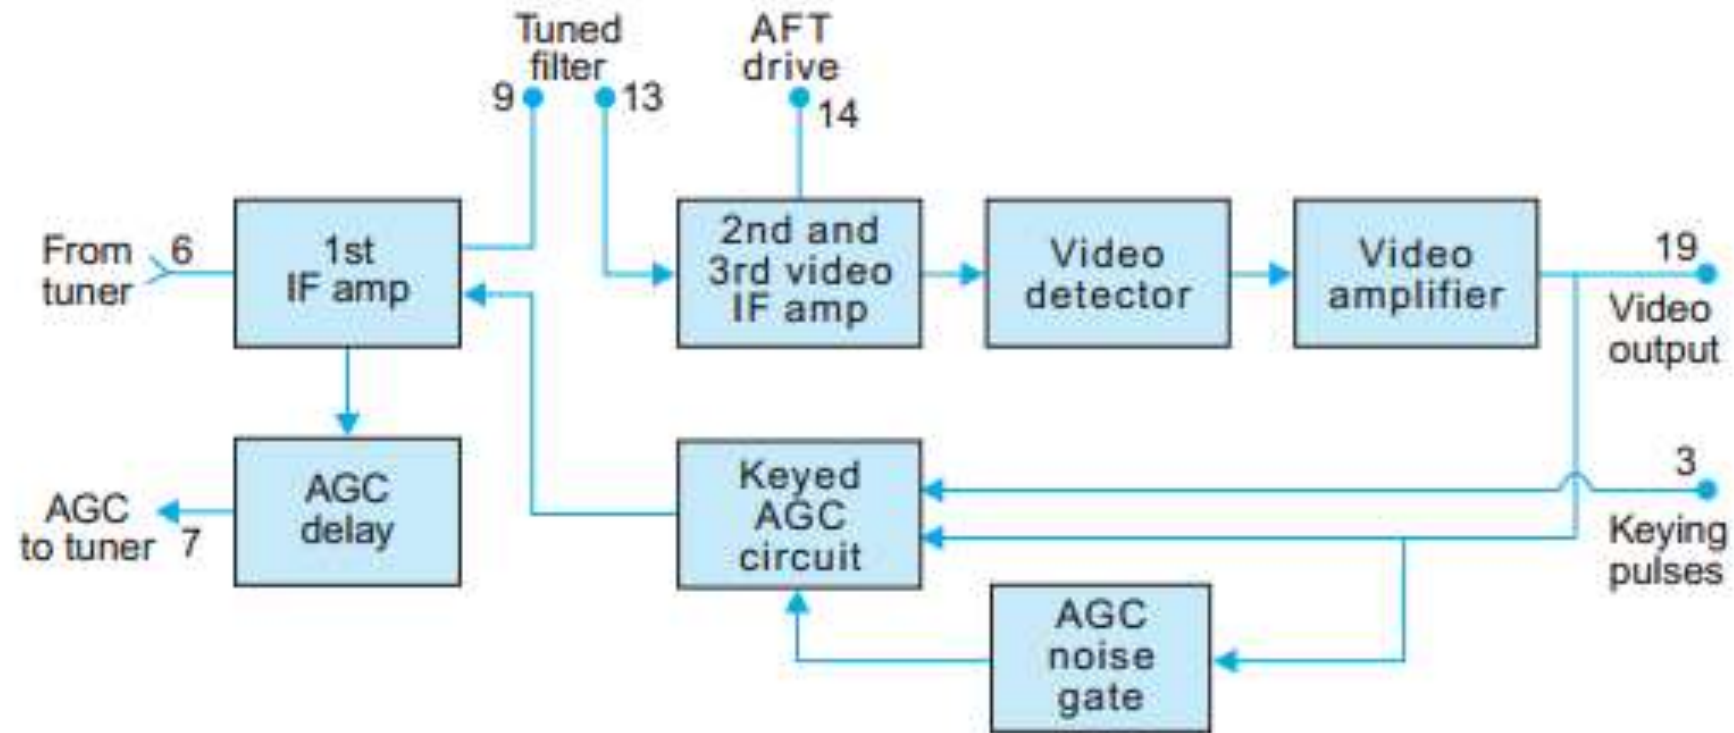 Tuned
filter
AFT
drive
9
13
14
From
tuner
6
1st
IF amp
2nd and
3rd video
IF amp
Video
detector
Video
amplifier
19
Video
output
AGC
to tuner
7
AGC
delay
Keyed
AGC
circuit
3
Keying
pulses
AGC
noise
gate